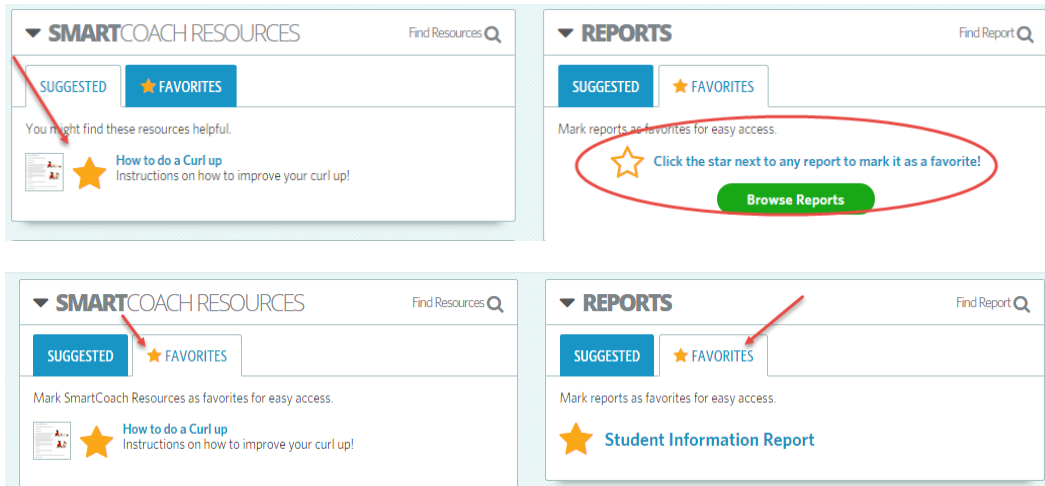 SMARTCOACH RESOURCES
Find Resources
SUGGESTED
FAVORITES
You might find these resources helpful.
How to do a Curl up
Instructions on how to improve your curl up!
REPORTS
Find Report
SUGGESTED
FAVORITES
Mark reports as favorites for easy access.
Click the star next to any report to mark it as a favorite!
Browse Reports
SMARTCOACH RESOURCES
Find Resources
SUGGESTED
FAVORITES
Mark SmartCoach Resources as favorites for easy access.
How to do a Curl up
Instructions on how to improve your curl up!
REPORTS
Find Report
SUGGESTED
FAVORITES
Mark reports as favorites for easy access.
Student Information Report